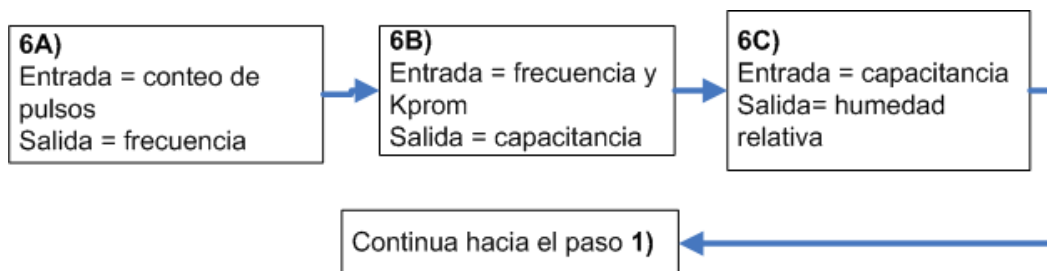 6A)
Entrada = conteo de
pulsos
Salida = frecuencia
6B)
Entrada = frecuencia y
Kprom
Salida = capacitancia
6C)
Entrada = capacitancia
Salida= humedad
relativa
Continua hacia el paso 1)